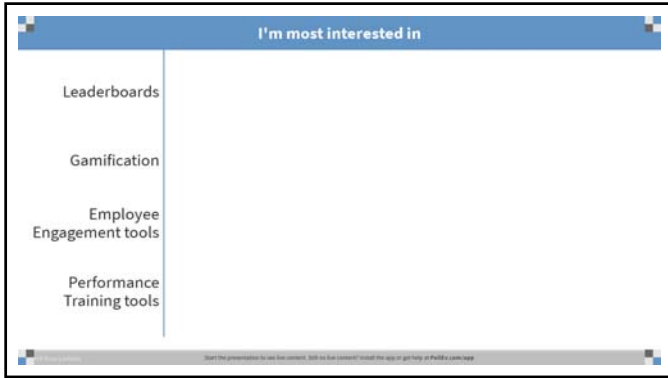 I'm most interested in
Leaderboards
Gamification
Employee
Engagement tools
Performance
Training tools
Start the presentation to see live content. Still no live content? Install the app or get help at PollEv.com/app